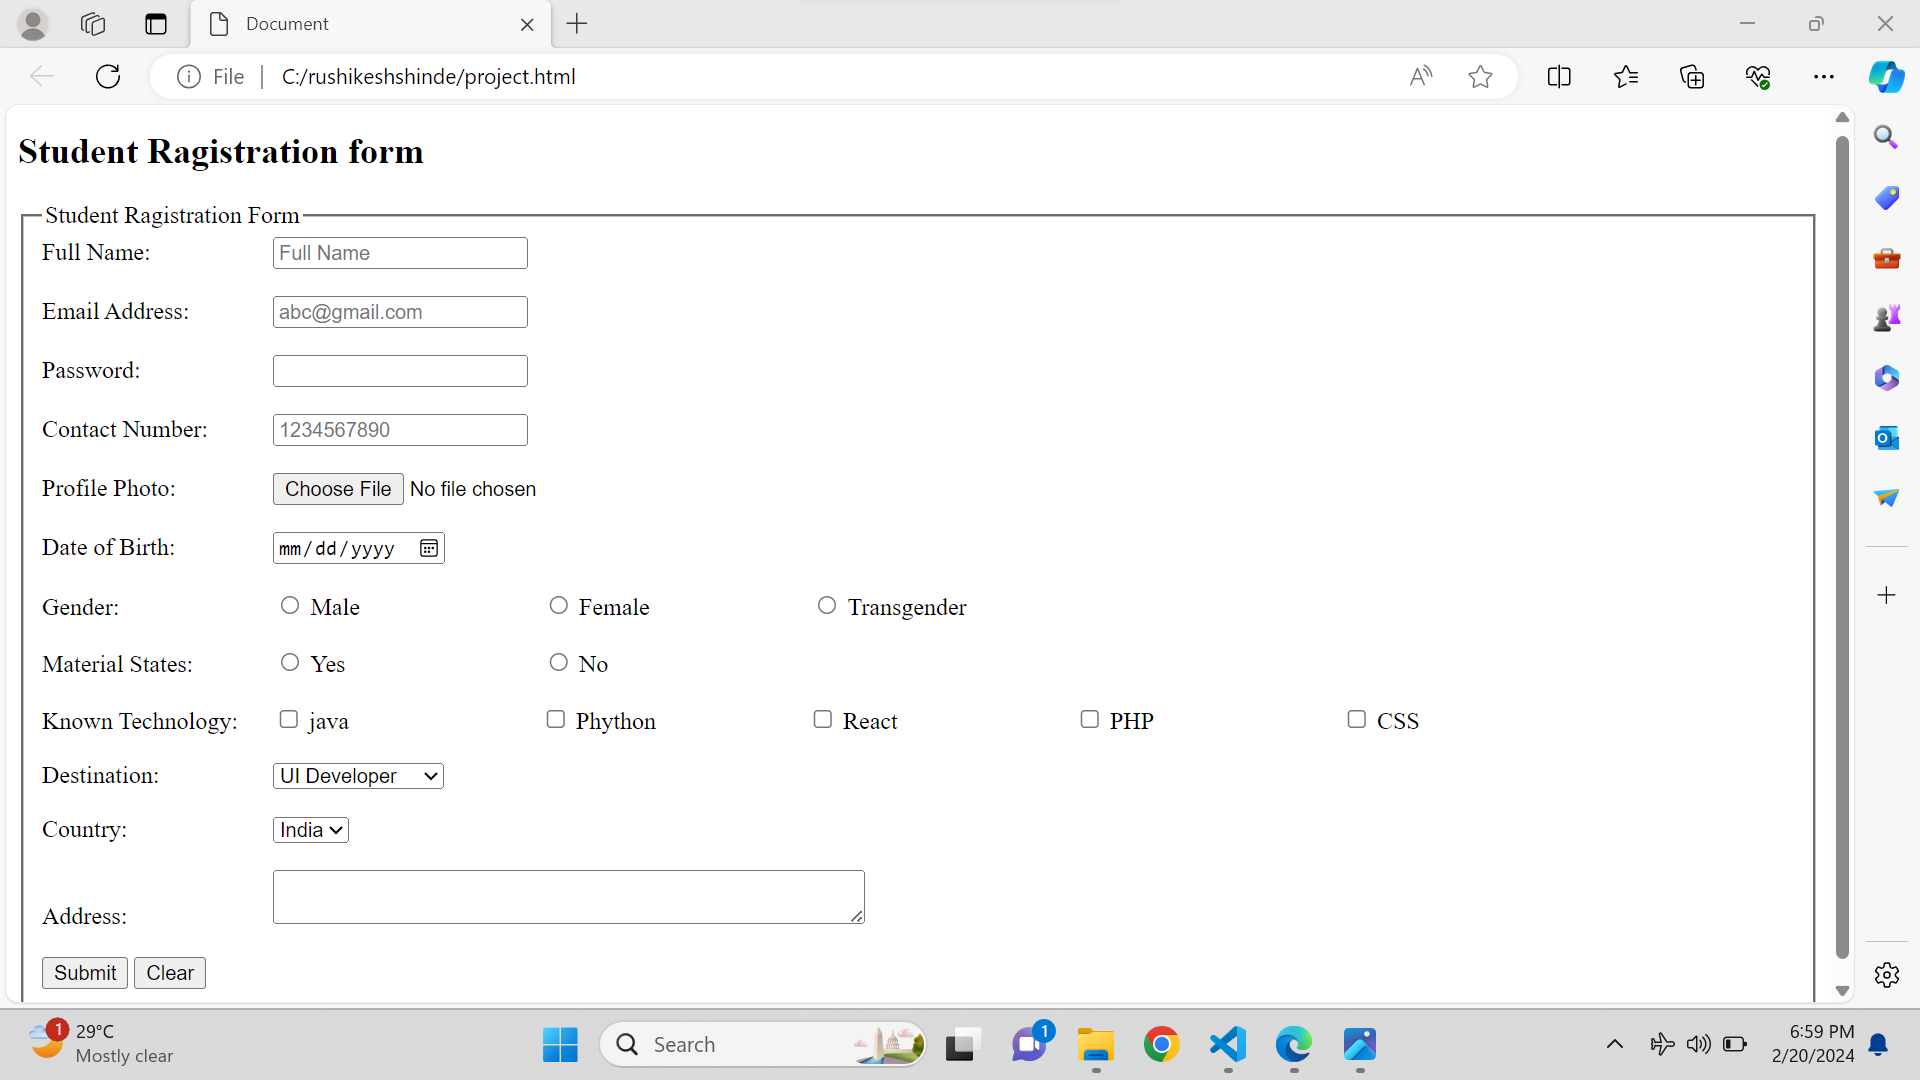 Document
File
C:/rushikeshshinde/project.html
Student Ragistration form
Student Ragistration Form
Full Name: Full Name
Email Address: abc@gmail.com
Password:
Contact Number: 1234567890
Profile Photo: Choose File No file chosen
Date of Birth: mm/dd/yyyy
Gender: Male Female Transgender
Material States: Yes No
Known Technology: java Phython React PHP CSS
Destination: UI Developer
Country: India
Address:
Submit Clear
1
29°C
Mostly clear
Search
1
6:59 PM
2/20/2024